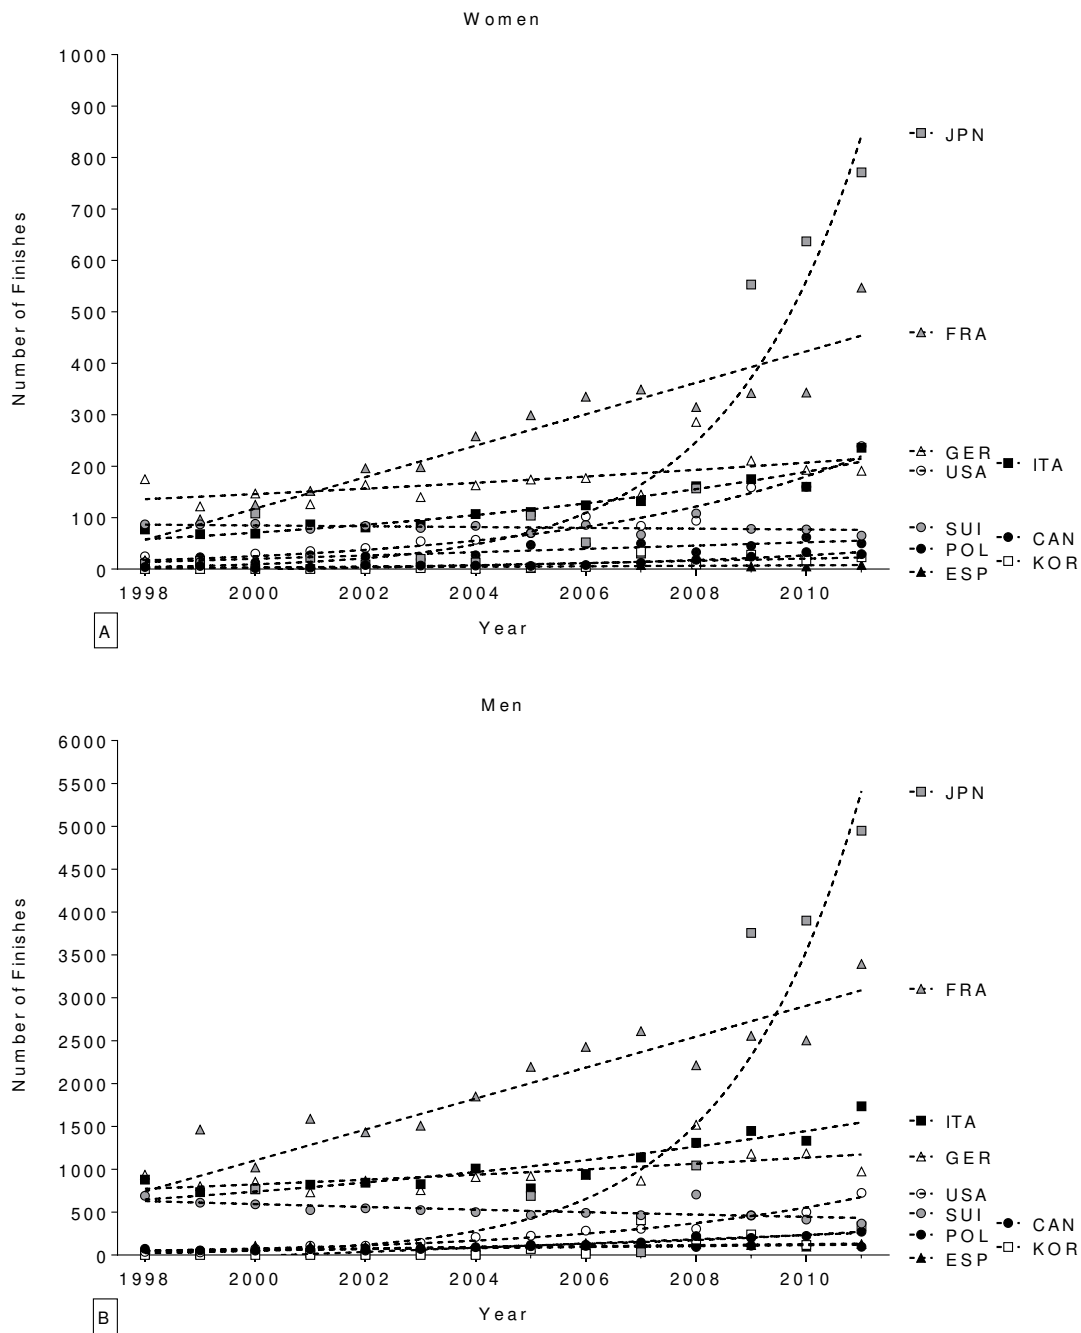 Women
Number of Finishes
1000
900
800
700
600
500
400
300
200
100
0
1998 2000 2002 2004 2006 2008 2010
Year
JPN
FRA
GER
ITA
USA
SUI
POL
CAN
KOR
ESP
A
Men
Number of Finishes
6000
5500
5000
4500
4000
3500
3000
2500
2000
1500
1000
500
0
1998 2000 2002 2004 2006 2008 2010
Year
JPN
FRA
ITA
GER
USA
SUI
CAN
POL
KOR
ESP
B